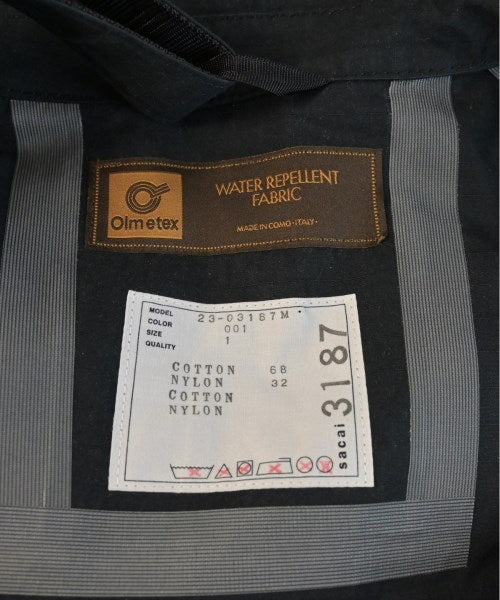 Olmetex
WATER REPELLENT
FABRIC
MADE IN COMO·ITALY·
MODEL 23-03187M
COLOR 001
SIZE 1
QUALITY
COTTON 68
NYLON 32
COTTON
NYLON
sacai 3187